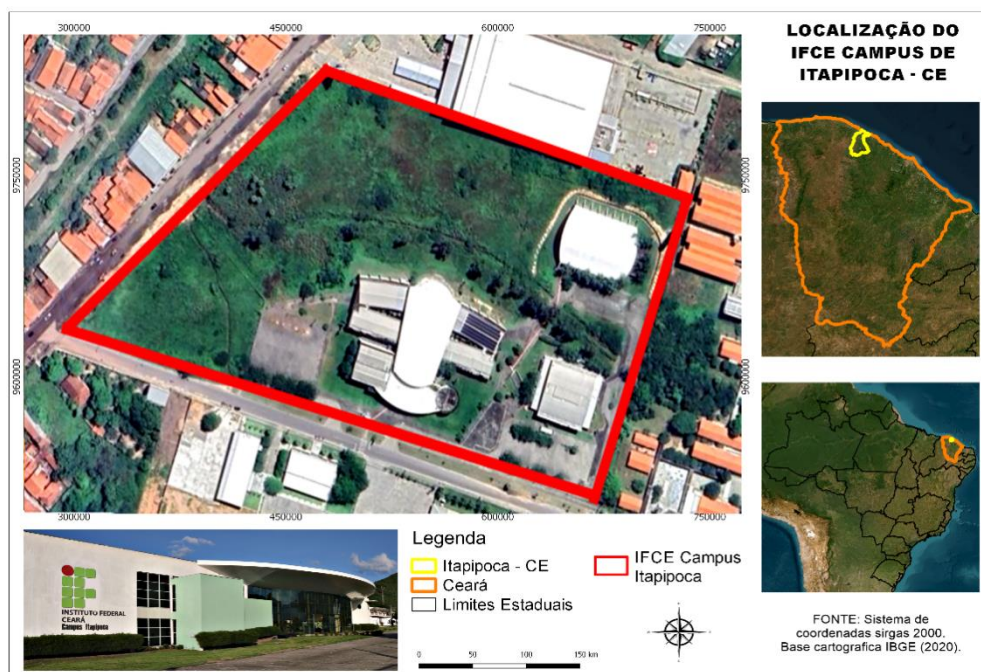 300000 450000 600000 750000
LOCALIZAÇÃO DO
IFCE CAMPUS DE
ITAPIPOCA - CE
9750000 9750000
9600000 9600000
300000 450000 600000 750000
INSTITUTO FEDERAL
CEARÁ
Campus Itapipoca
Legenda
Itapipoca - CE
Ceará
Limites Estaduais
IFCE Campus
Itapipoca
0 50 100 150 km
FONTE: Sistema de
coordenadas sirgas 2000.
Base cartografica IBGE (2020).